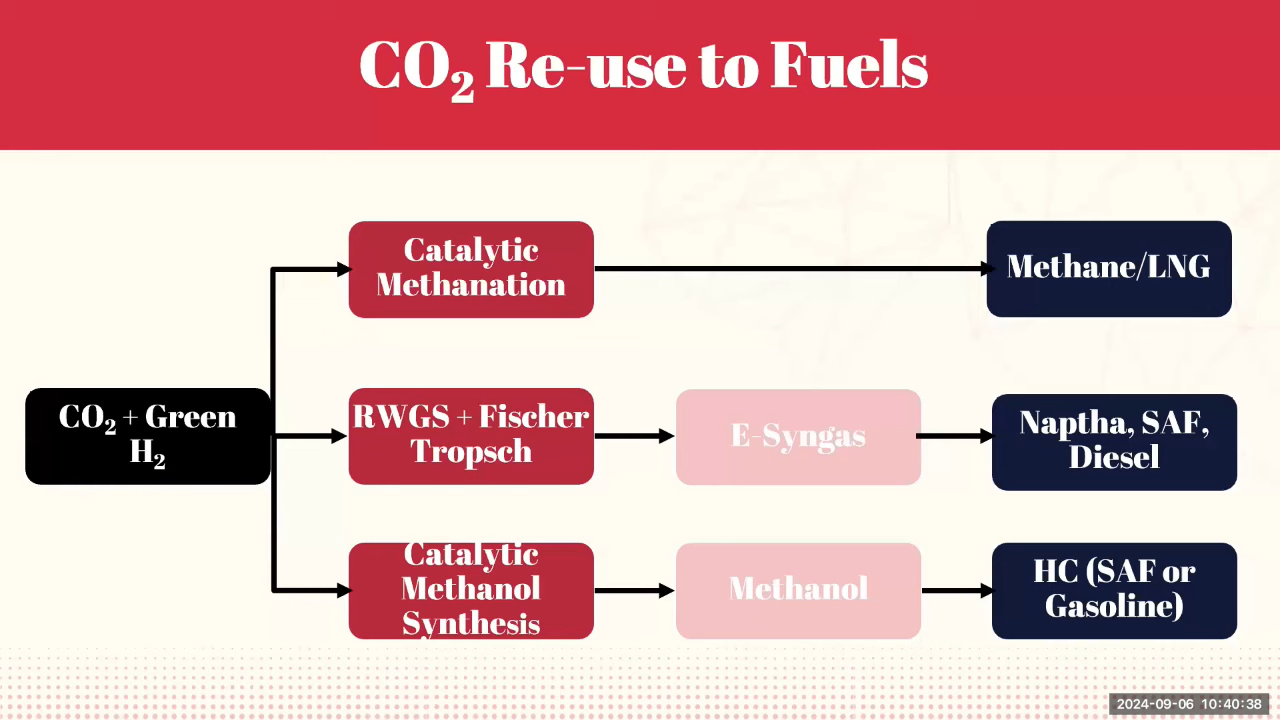 CO₂ Re-use to Fuels
Catalytic
Methanation
Methane/LNG
CO₂ + Green
H₂
RWGS + Fischer
Tropsch
E-Syngas
Naptha, SAF,
Diesel
Catalytic
Methanol
Synthesis
Methanol
HC (SAF or
Gasoline)
2024-09-06 10:40:38